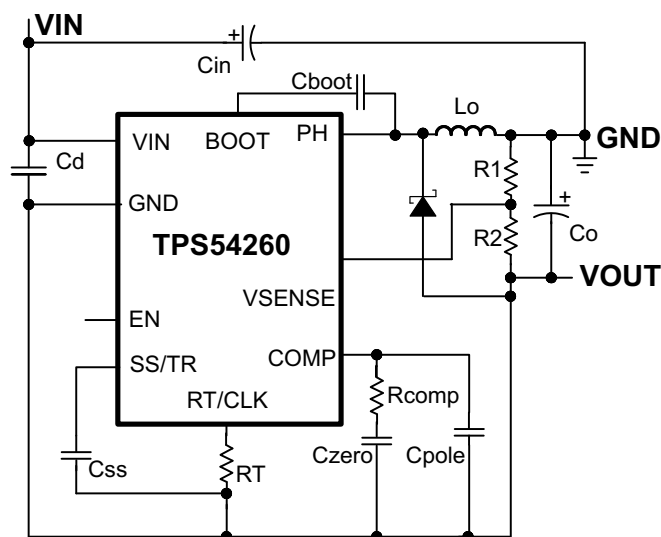 VIN
Cin
Cboot
Lo
VIN
BOOT
PH
GND
Cd
R1
GND
TPS54260
R2
Co
VSENSE
VOUT
EN
COMP
SS/TR
RT/CLK
Rcomp
Css
RT
Czero
Cpole